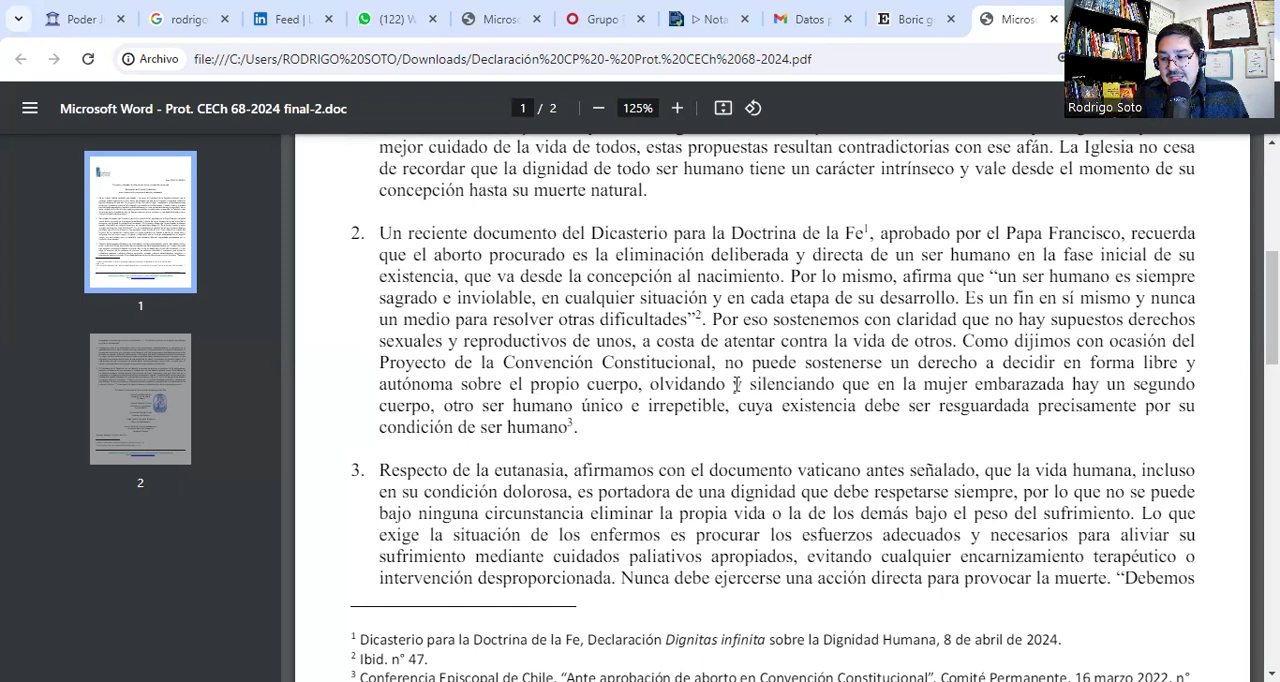 Poder J
rodrigo
Feed | L
(122) W
Micros
Grupo
▷ Nota
Datos p
Boric g
Micros
Archivo
file:///C:/Users/RODRIGO%20SOTO/Downloads/Declaración%20CP%20-%20Prot.%20CECh%2068-2024.pdf
Rodrigo Soto
Microsoft Word - Prot. CECh 68-2024 final-2.doc
1 / 2
125%
mejor cuidado de la vida de todos, estas propuestas resultan contradictorias con ese afán. La Iglesia no cesa
de recordar que la dignidad de todo ser humano tiene un carácter intrínseco y vale desde el momento de su
concepción hasta su muerte natural.
2. Un reciente documento del Dicasterio para la Doctrina de la Fe¹, aprobado por el Papa Francisco, recuerda
que el aborto procurado es la eliminación deliberada y directa de un ser humano en la fase inicial de su
existencia, que va desde la concepción al nacimiento. Por lo mismo, afirma que “un ser humano es siempre
sagrado e inviolable, en cualquier situación y en cada etapa de su desarrollo. Es un fin en sí mismo y nunca
un medio para resolver otras dificultades”². Por eso sostenemos con claridad que no hay supuestos derechos
sexuales y reproductivos de unos, a costa de atentar contra la vida de otros. Como dijimos con ocasión del
Proyecto de la Convención Constitucional, no puede invocarse un derecho a decidir en forma libre y
autónoma sobre el propio cuerpo, olvidando y silenciando que en la mujer embarazada hay un segundo
cuerpo, otro ser humano único e irrepetible, cuya existencia debe ser resguardada precisamente por su
condición de ser humano³.
3. Respecto de la eutanasia, afirmamos con el documento vaticano antes señalado, que la vida humana, incluso
en su condición dolorosa, es portadora de una dignidad que debe respetarse siempre, por lo que no se puede
bajo ninguna circunstancia eliminar la propia vida o la de los demás bajo el peso del sufrimiento. Lo que
exige la situación de los enfermos es procurar los esfuerzos adecuados y necesarios para aliviar su
sufrimiento mediante cuidados paliativos apropiados, evitando cualquier encarnizamiento terapéutico o
intervención desproporcionada. Nunca debe ejercerse una acción directa para provocar la muerte. “Debemos
¹ Dicasterio para la Doctrina de la Fe, Declaración Dignitas infinita sobre la Dignidad Humana, 8 de abril de 2024.
² Ibid. n° 47.
³ Conferencia Episcopal de Chile, “Ante aprobación de aborto en Convención Constitucional”, Comité Permanente, 16 marzo 2022, n°
1
2